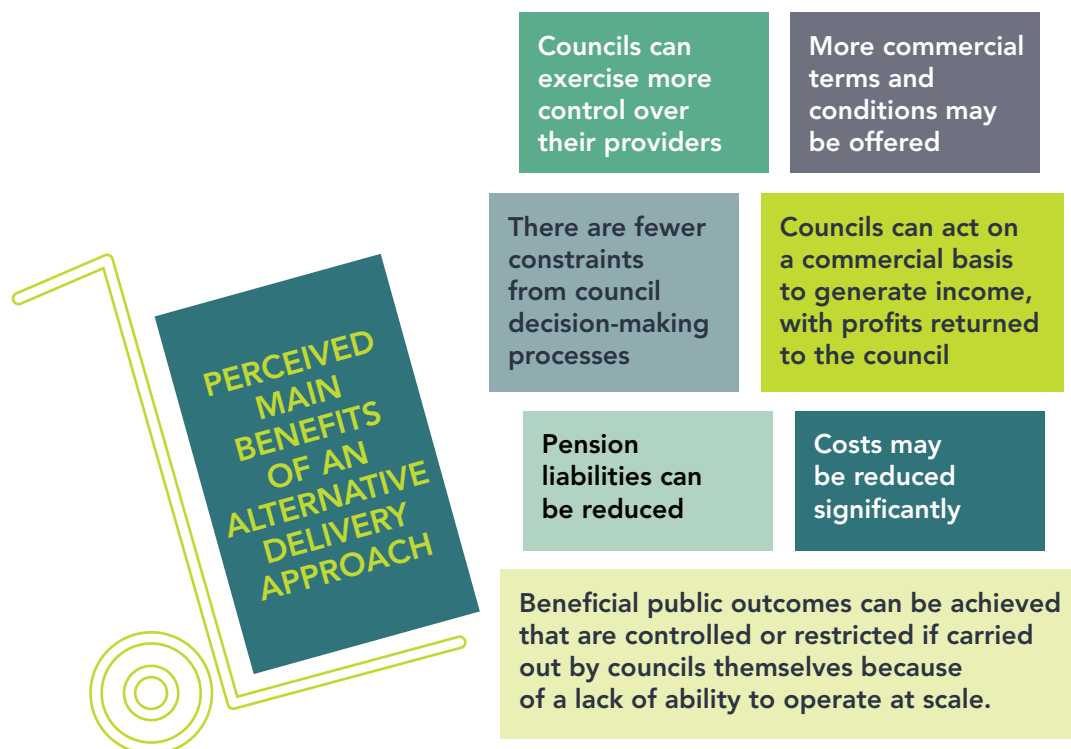 Councils can
exercise more
control over
their providers
More commercial
terms and
conditions may
be offered
There are fewer
constraints
from council
decision-making
processes
Councils can act on
a commercial basis
to generate income,
with profits returned
to the council
PERCEIVED
MAIN
BENEFITS
OF AN
ALTERNATIVE
DELIVERY
APPROACH
Pension
liabilities can
be reduced
Costs may
be reduced
significantly
Beneficial public outcomes can be achieved
that are controlled or restricted if carried
out by councils themselves because
of a lack of ability to operate at scale.